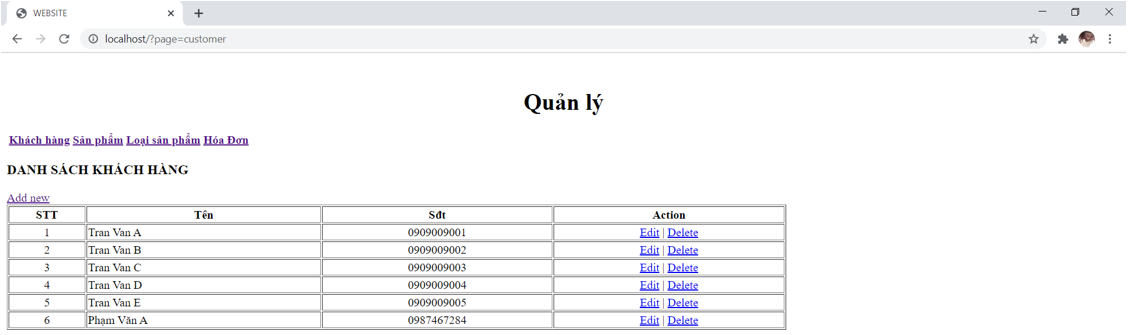 WEBSITE
localhost/?page=customer
Quản lý
Khách hàng Sản phẩm Loại sản phẩm Hóa Đơn
DANH SÁCH KHÁCH HÀNG
Add new
STT Tên Sđt Action
1 Tran Van A 0909009001 Edit | Delete
2 Tran Van B 0909009002 Edit | Delete
3 Tran Van C 0909009003 Edit | Delete
4 Tran Van D 0909009004 Edit | Delete
5 Tran Van E 0909009005 Edit | Delete
6 Phạm Văn A 0987467284 Edit | Delete